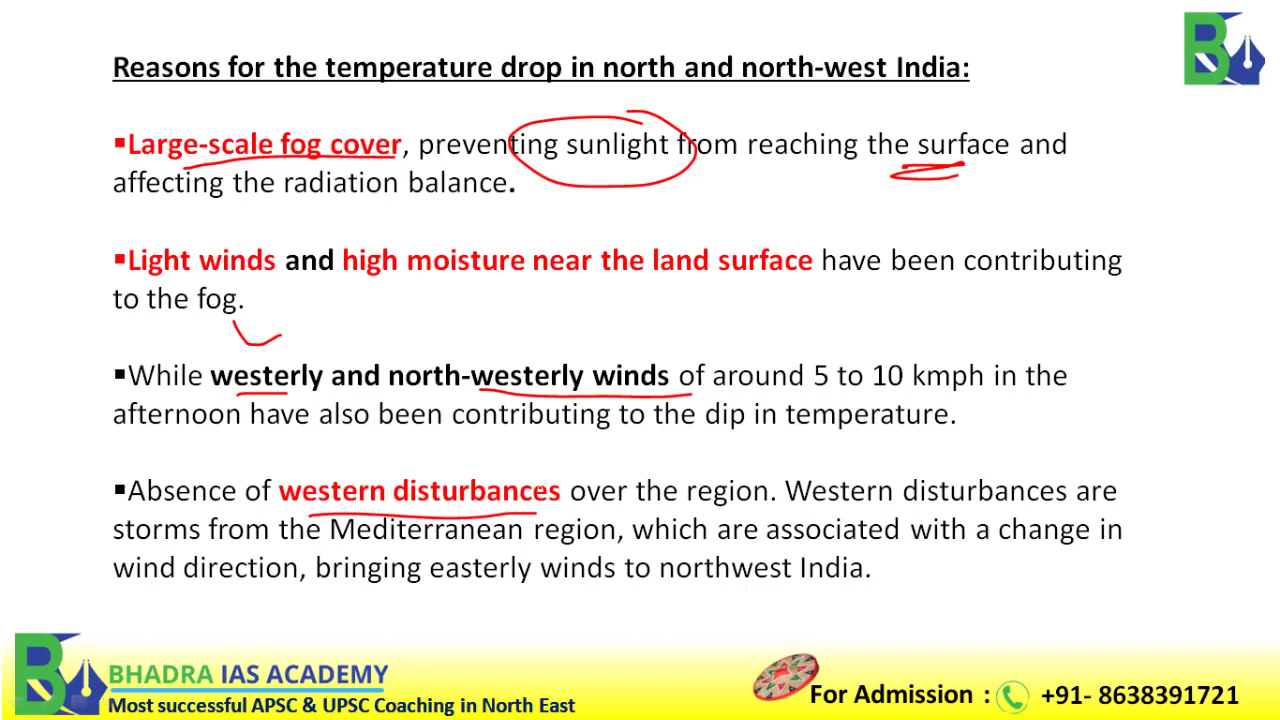 Reasons for the temperature drop in north and north-west India:
▪Large-scale fog cover, preventing sunlight from reaching the surface and
affecting the radiation balance.
▪Light winds and high moisture near the land surface have been contributing
to the fog.
▪While westerly and north-westerly winds of around 5 to 10 kmph in the
afternoon have also been contributing to the dip in temperature.
▪Absence of western disturbances over the region. Western disturbances are
storms from the Mediterranean region, which are associated with a change in
wind direction, bringing easterly winds to northwest India.
BHADRA IAS ACADEMY
Most successful APSC & UPSC Coaching in North East
For Admission : +91- 8638391721